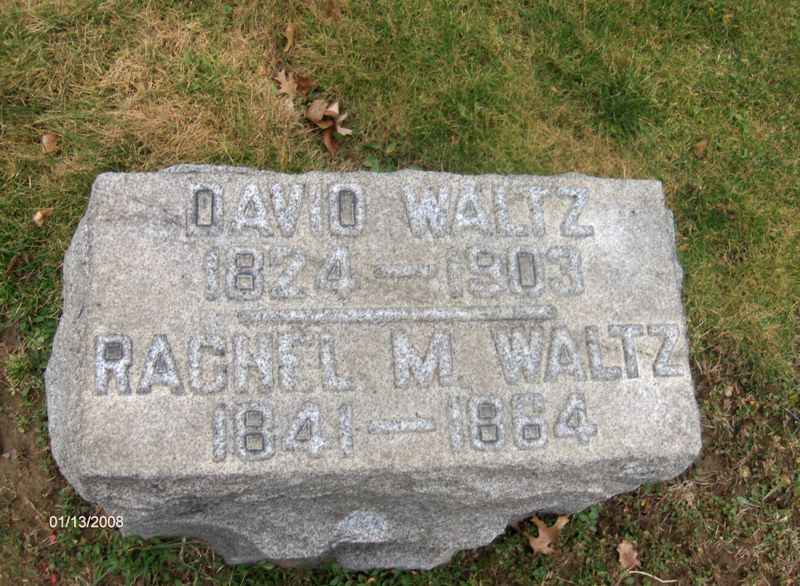 DAVID WALTZ
1824 — 1903
RACHEL M. WALTZ
1841 — 1864
01/13/2008